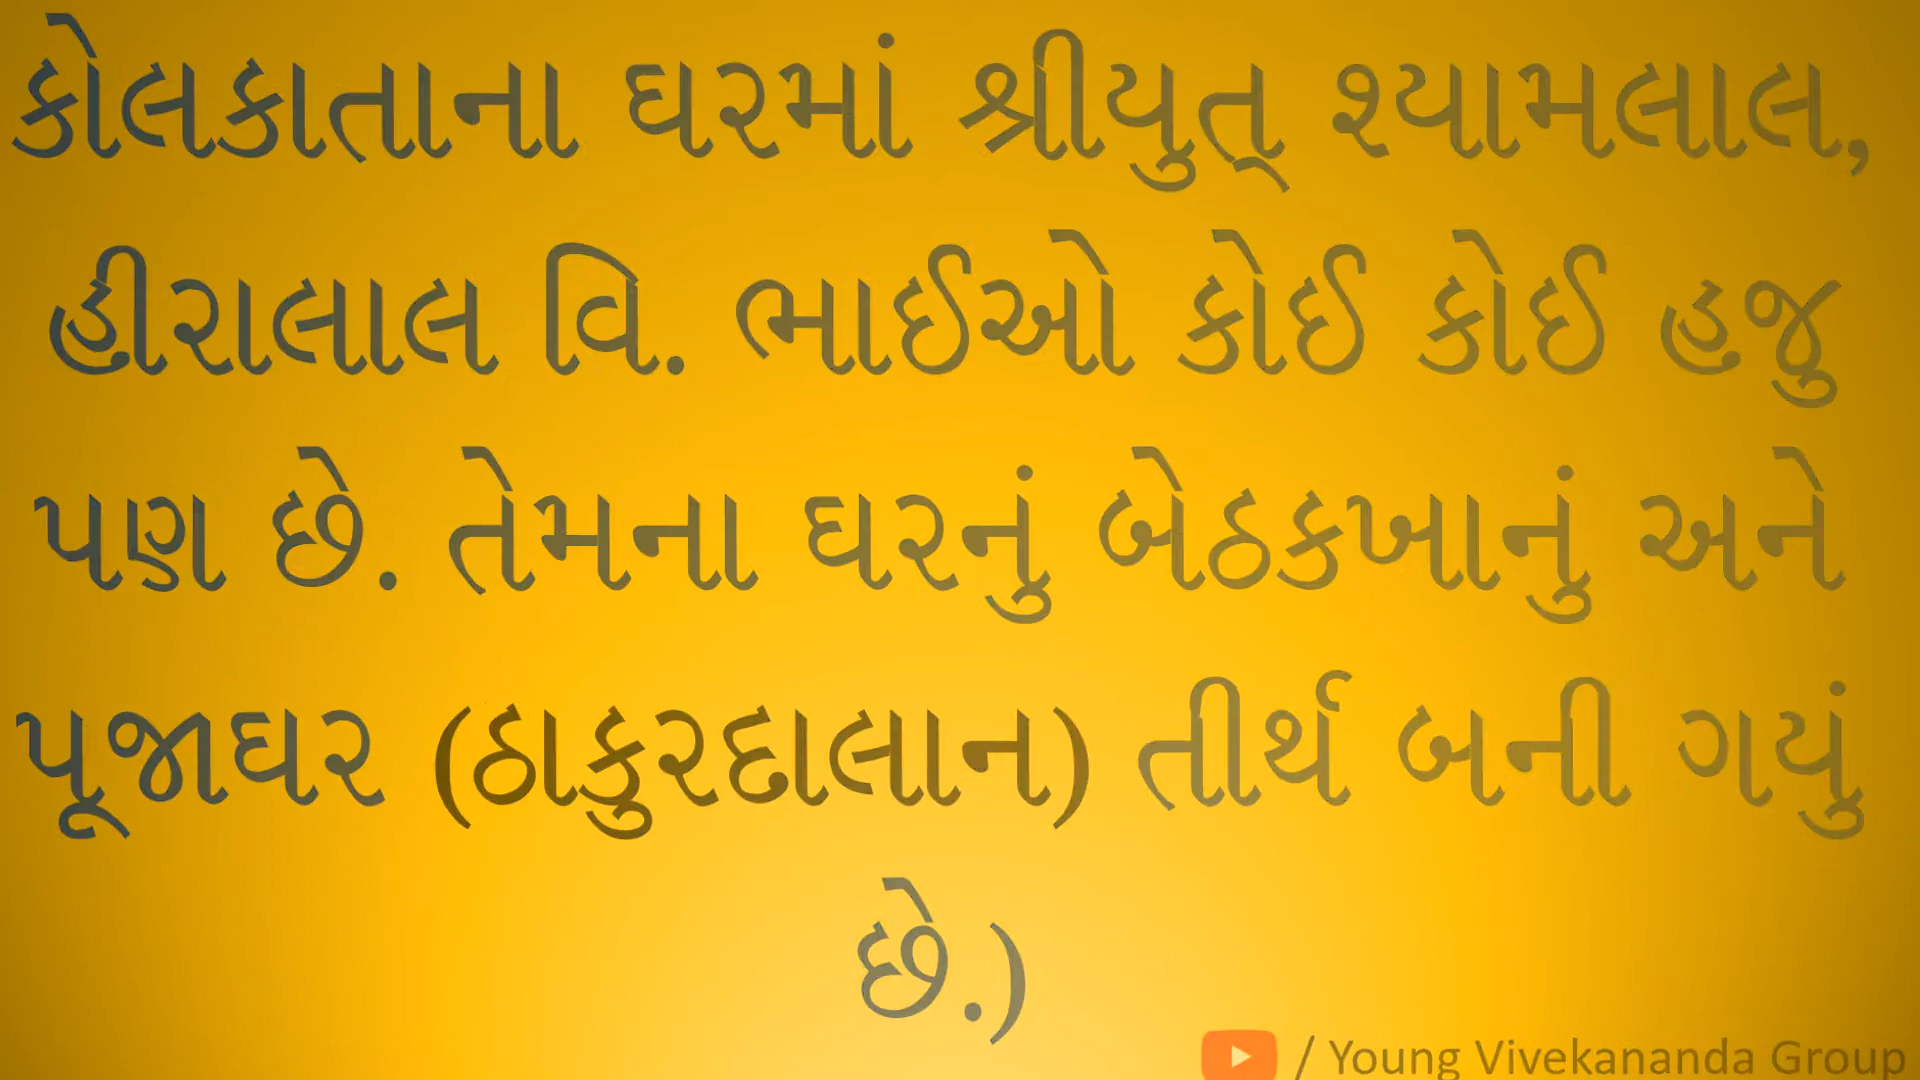 કોલકાતાના ઘરમાં શ્રીયુત્ શ્યામલાલ,
હીરાલાલ વિ. ભાઈઓ કોઈ કોઈ હજુ
પણ છે. તેમના ઘરનું બેઠકખાનું અને
પૂજાઘર (ઠાકુરદાલાન) તીર્થ બની ગયું
છે.)
/ Young Vivekananda Group